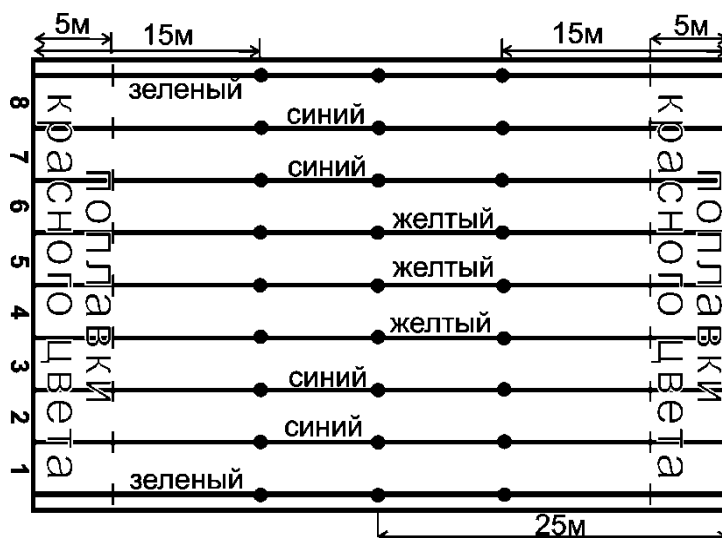 5м
15м
15м
5м
зеленый
синий
синий
желтый
желтый
желтый
синий
синий
зеленый
8
7
6
5
4
3
2
1
поплавки
красного цвета
поплавки
красного цвета
25м